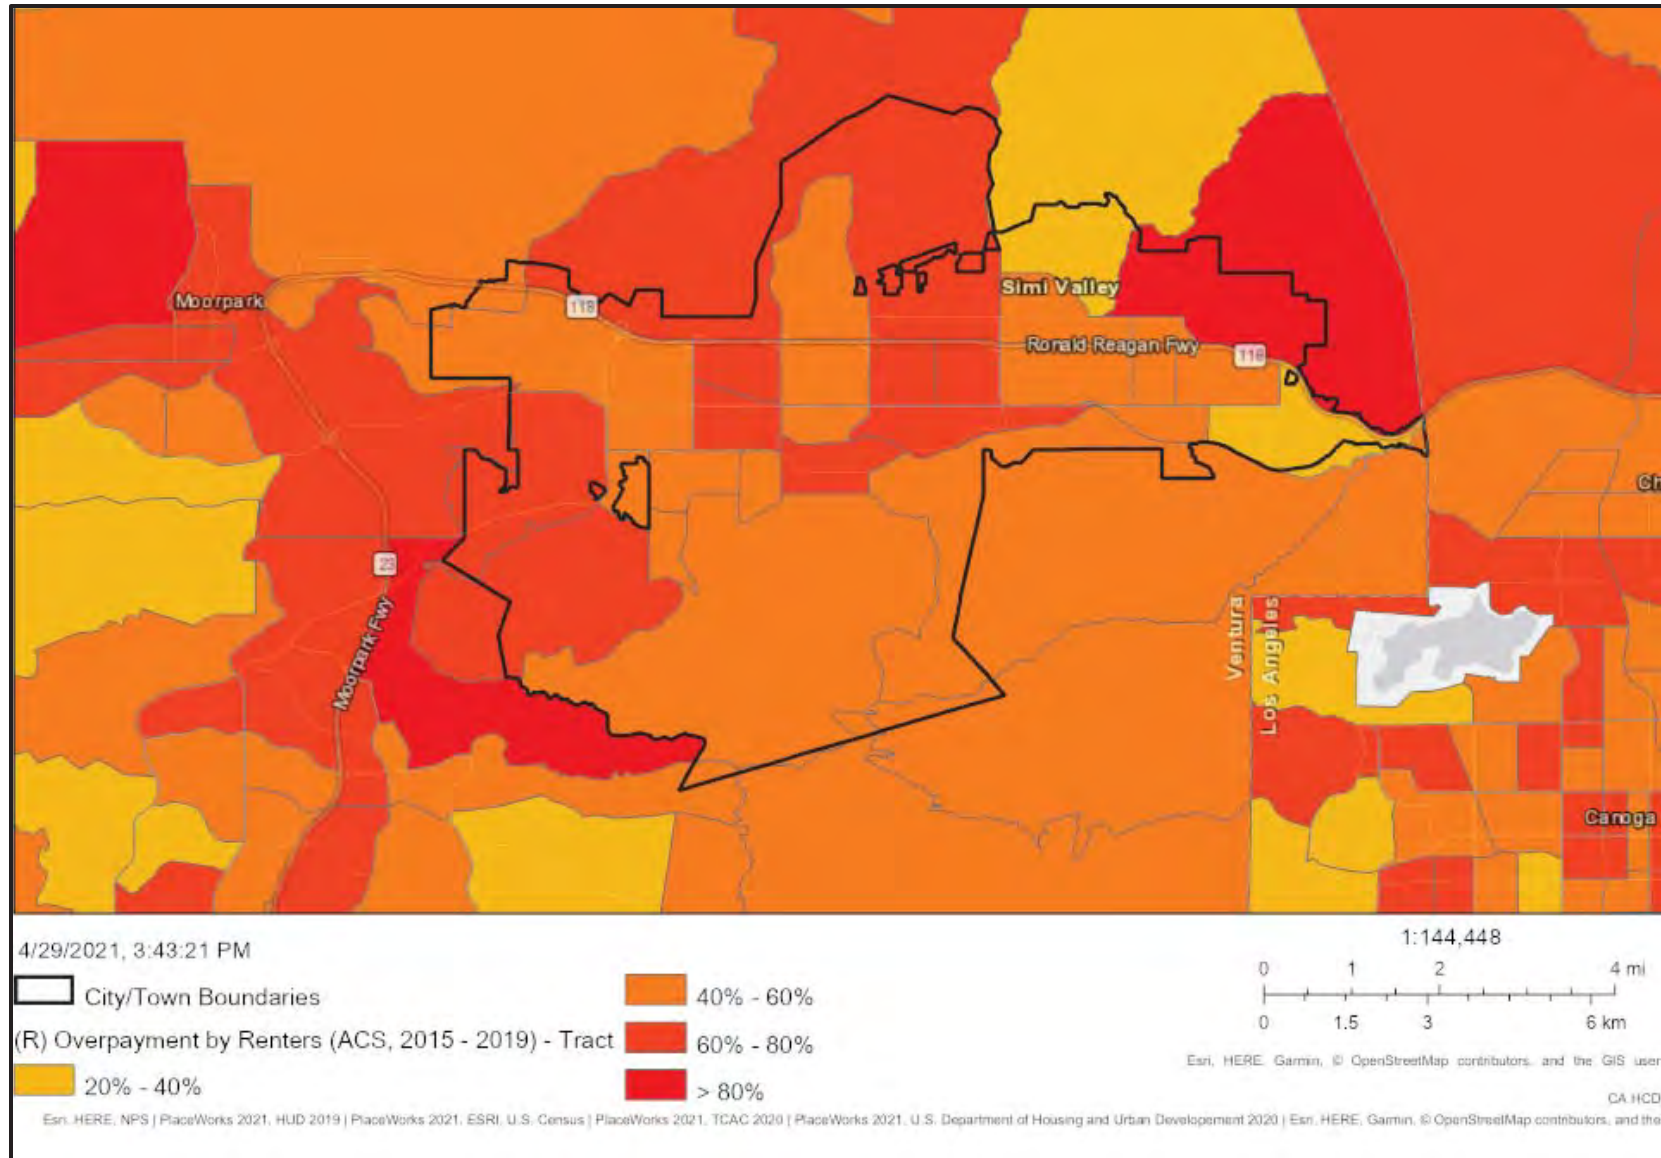 Moorpark
118
Simi Valley
Ronald Reagan Fwy
118
23
Moorpark Fwy
Ventura
Los Angeles
Ch
Canoga
4/29/2021, 3:43:21 PM
City/Town Boundaries
(R) Overpayment by Renters (ACS, 2015 - 2019) - Tract
20% - 40%
40% - 60%
60% - 80%
> 80%
1:144,448
0 1 2 4 mi
0 1.5 3 6 km
Esri, HERE, Garmin, © OpenStreetMap contributors, and the GIS user
CA HCD
Esri, HERE, NPS | PlaceWorks 2021, HUD 2019 | PlaceWorks 2021, ESRI, U.S. Census | PlaceWorks 2021, TCAC 2020 | PlaceWorks 2021, U.S. Department of Housing and Urban Developement 2020 | Esri, HERE, Garmin, © OpenStreetMap contributors, and the